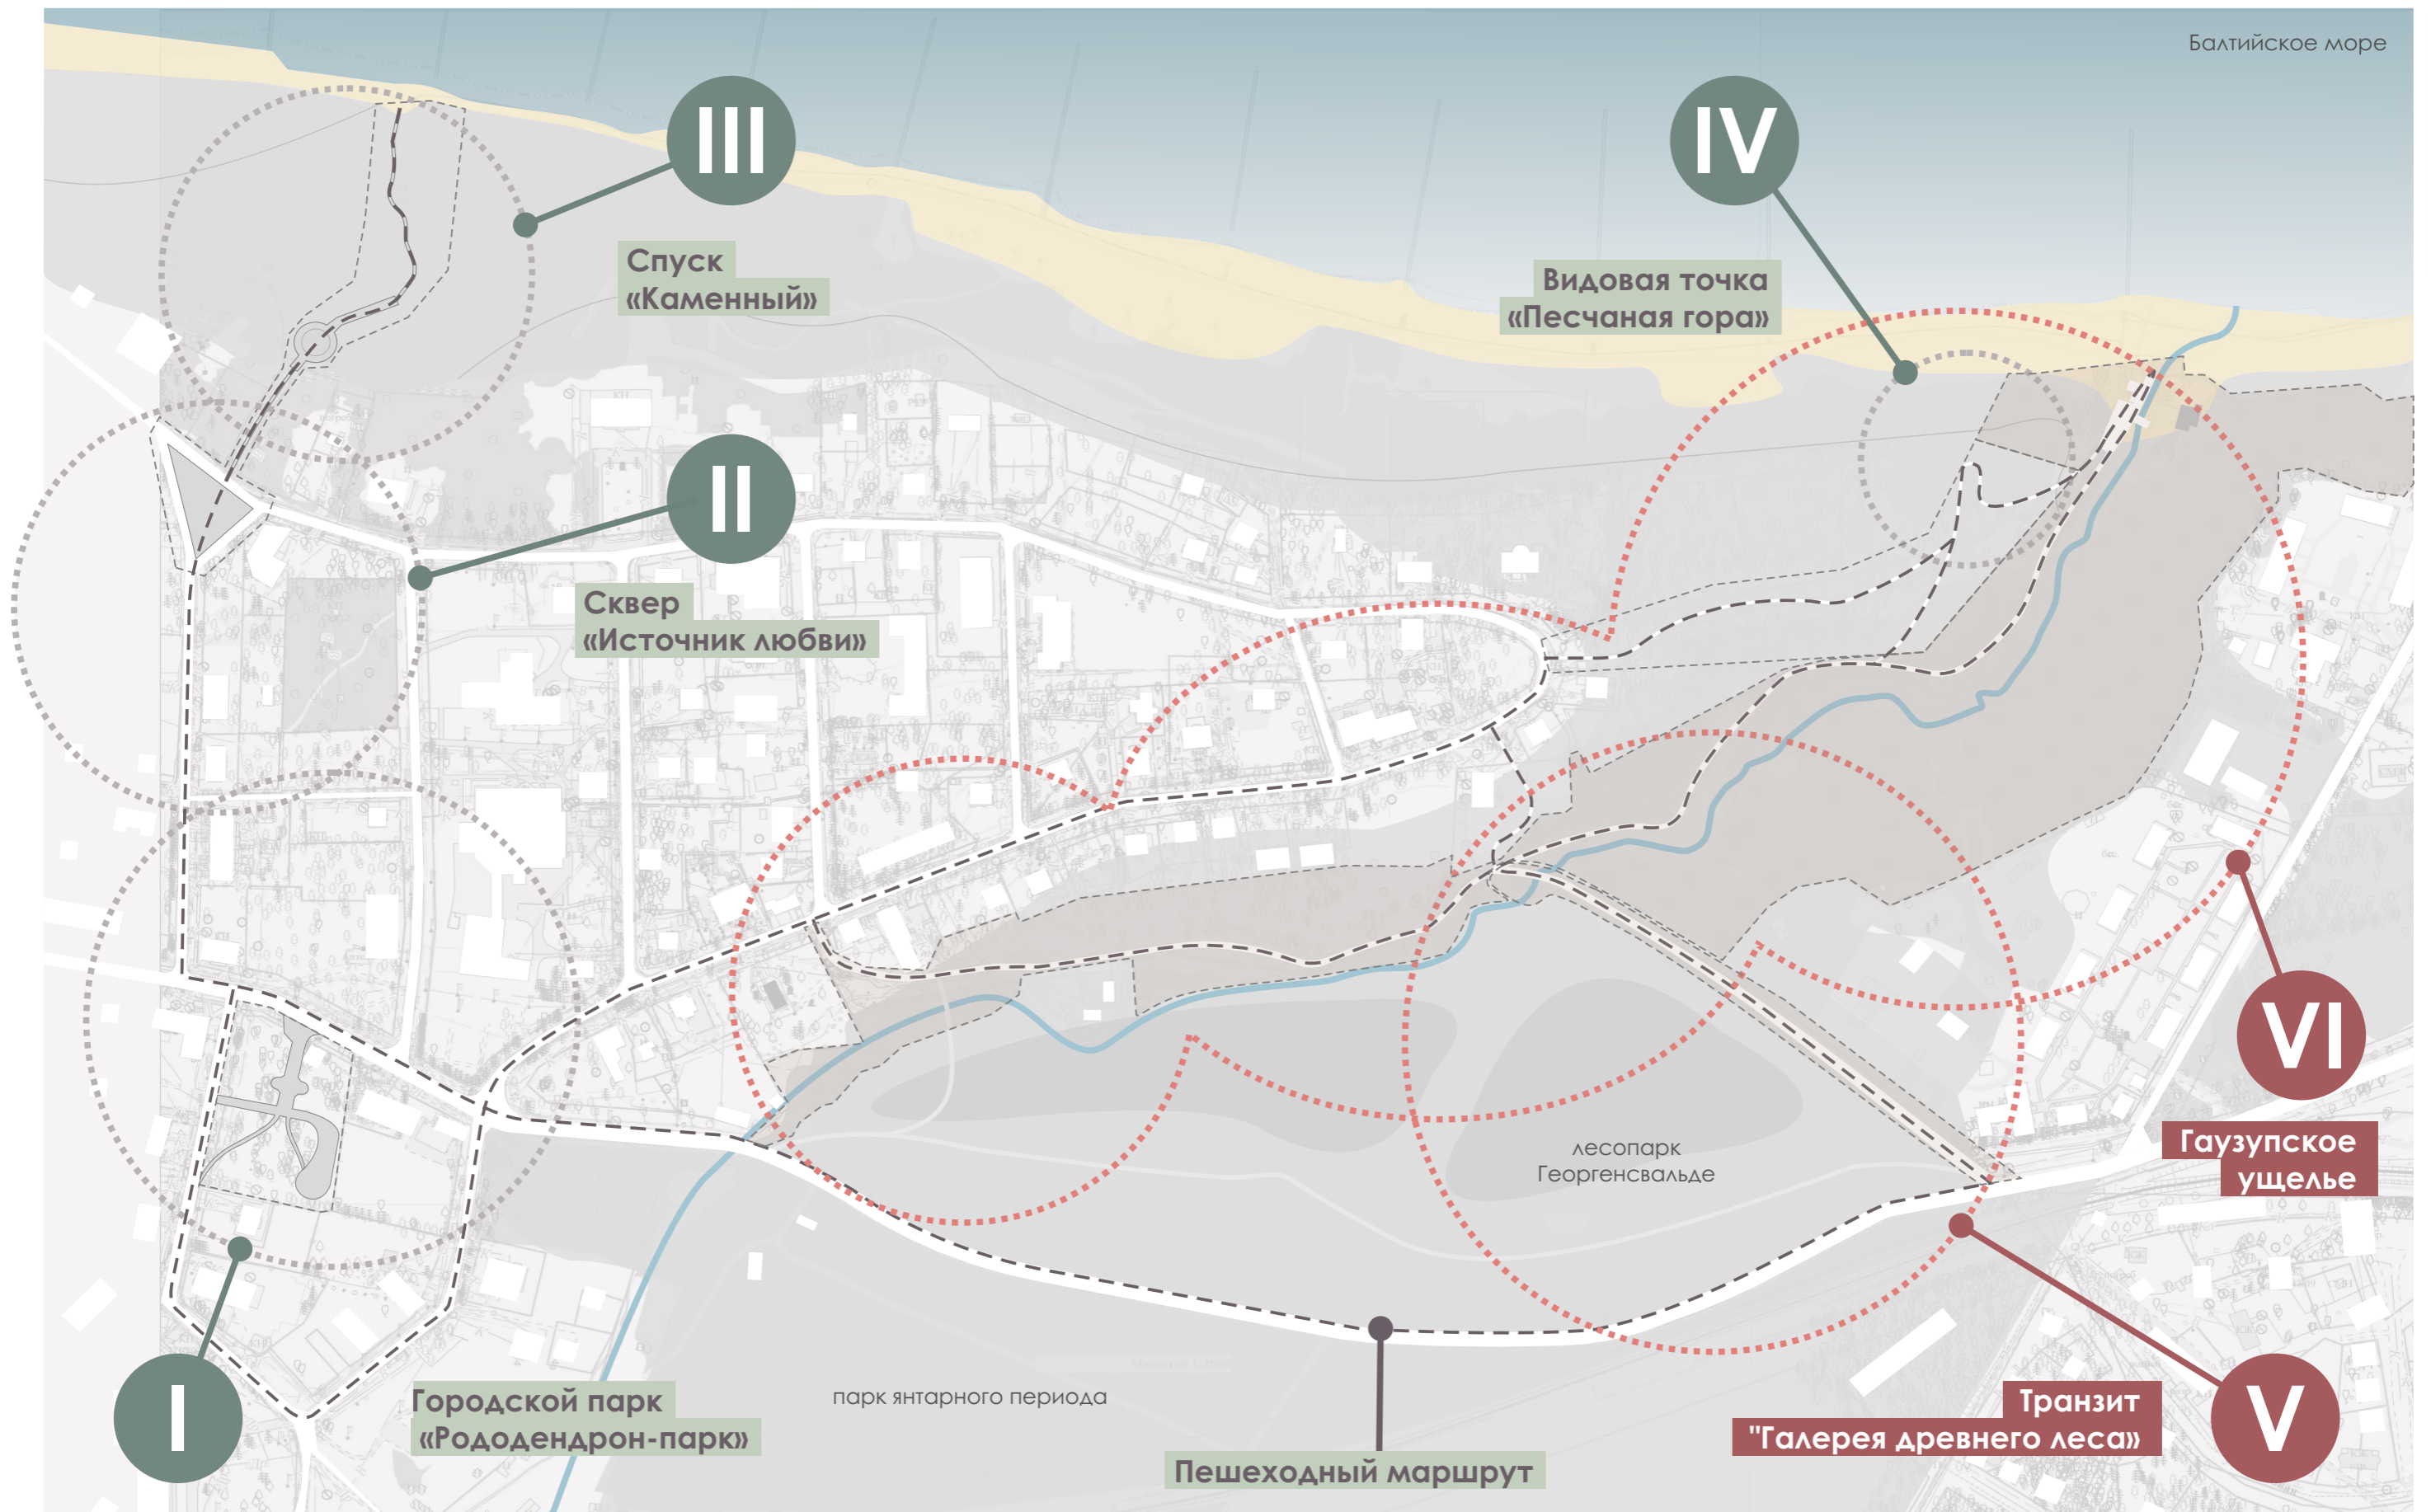 Балтийское море
III
IV
Спуск
«Каменный»
Видовая точка
«Песчаная гора»
II
Сквер
«Источник любви»
VI
Гаузупское
ущелье
лесопарк
Георгенсвальде
I
Городской парк
«Рододендрон-парк»
парк янтарного периода
Пешеходный маршрут
Транзит
"Галерея древнего леса»
V